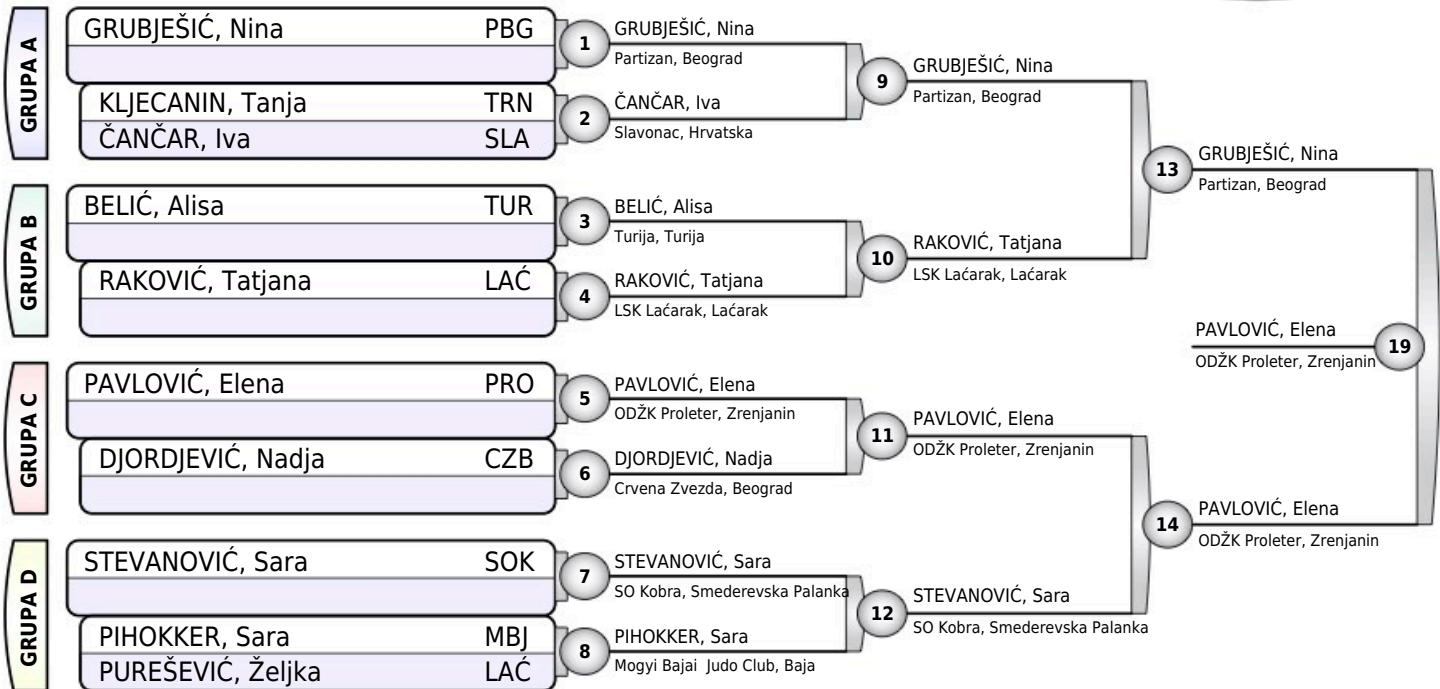 GRUPA A
GRUBJEŠIĆ, Nina PBG
KLJECANIN, Tanja TRN
ČANČAR, Iva SLA
1
GRUBJEŠIĆ, Nina
Partizan, Beograd
2
ČANČAR, Iva
Slavonac, Hrvatska
9
GRUBJEŠIĆ, Nina
Partizan, Beograd
GRUPA B
BELIĆ, Alisa TUR
RAKOVIĆ, Tatjana LAĆ
3
BELIĆ, Alisa
Turija, Turija
4
RAKOVIĆ, Tatjana
LSK Laćarak, Laćarak
10
RAKOVIĆ, Tatjana
LSK Laćarak, Laćarak
13
GRUBJEŠIĆ, Nina
Partizan, Beograd
GRUPA C
PAVLOVIĆ, Elena PRO
DJORDJEVIĆ, Nadja CZB
5
PAVLOVIĆ, Elena
ODŽK Proleter, Zrenjanin
6
DJORDJEVIĆ, Nadja
Crvena Zvezda, Beograd
11
PAVLOVIĆ, Elena
ODŽK Proleter, Zrenjanin
GRUPA D
STEVANOVIĆ, Sara SOK
PIHOKKER, Sara MBJ
PUREŠEVIĆ, Željka LAĆ
7
STEVANOVIĆ, Sara
SO Kobra, Smederevska Palanka
8
PIHOKKER, Sara
Mogyi Bajai Judo Club, Baja
12
STEVANOVIĆ, Sara
SO Kobra, Smederevska Palanka
14
PAVLOVIĆ, Elena
ODŽK Proleter, Zrenjanin
PAVLOVIĆ, Elena
ODŽK Proleter, Zrenjanin
19